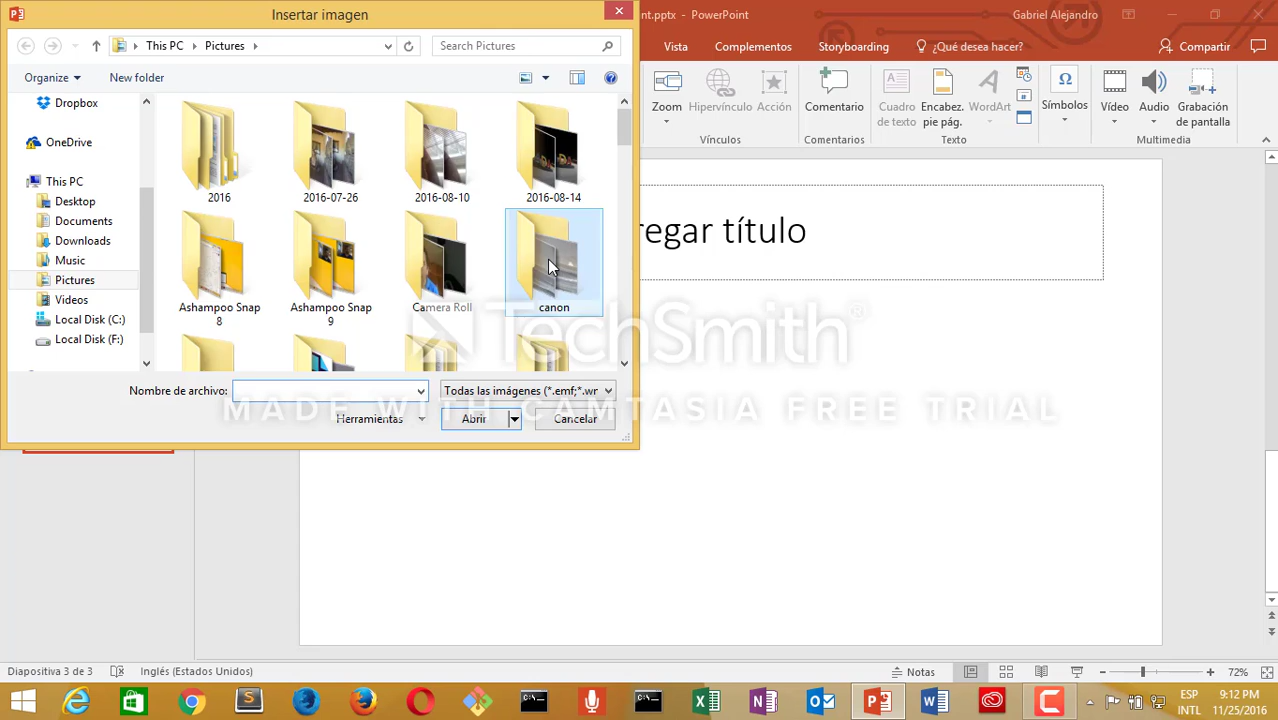 Insertar imagen
nt.pptx - PowerPoint
Gabriel Alejandro
This PC
Pictures
Search Pictures
Vista
Complementos
Storyboarding
¿Qué desea hacer?
Compartir
Organize
New folder
Dropbox
OneDrive
This PC
Desktop
Documents
Downloads
Music
Pictures
Videos
Local Disk (C:)
Local Disk (F:)
2016
2016-07-26
2016-08-10
2016-08-14
Ashampoo Snap 8
Ashampoo Snap 9
Camera Roll
canon
Nombre de archivo:
Todas las imágenes (*.emf;*.wr
Herramientas
Abrir
Cancelar
Zoom
Hipervínculo
Acción
Comentario
Cuadro de texto
Encabez. pie pág.
WordArt
Símbolos
Vídeo
Audio
Grabación de pantalla
Vínculos
Comentarios
Texto
Multimedia
regar título
TechSmith®
MADE WITH CAMTASIA FREE TRIAL
Diapositiva 3 de 3
Inglés (Estados Unidos)
Notas
72%
ESP
INTL
9:12 PM
11/25/2016